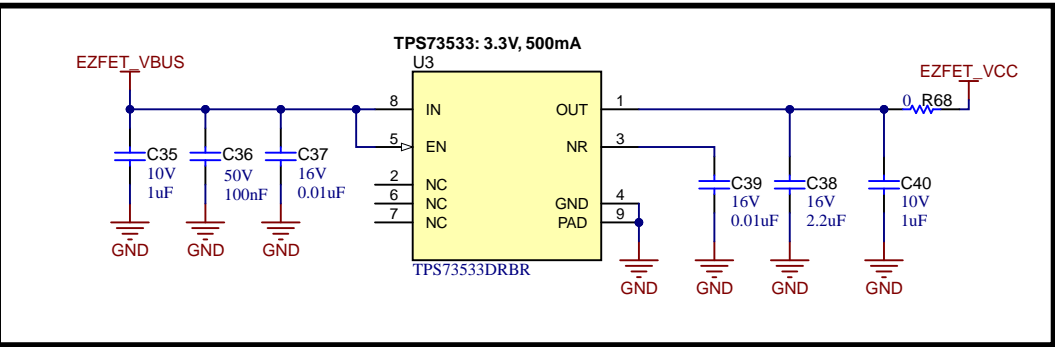 TPS73533: 3.3V, 500mA
U3
EZFET_VBUS
EZFET_VCC
8 IN OUT 1 0 R68
5 EN NR 3
C35 C36 C37
10V 50V 16V
1uF 100nF 0.01uF
2 NC
6 NC GND 4
7 NC PAD 9
C39 C38 C40
16V 16V 10V
0.01uF 2.2uF 1uF
GND GND GND
TPS73533DRBR
GND GND GND GND